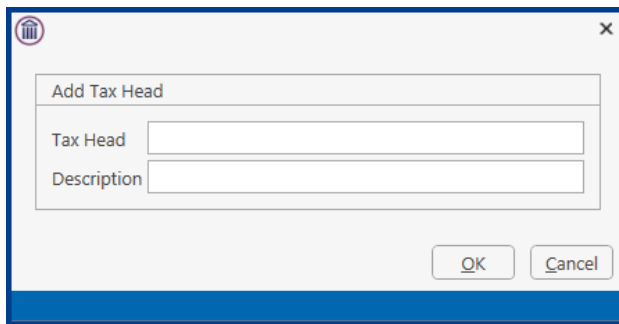 Add Tax Head
Tax Head
Description
OK
Cancel